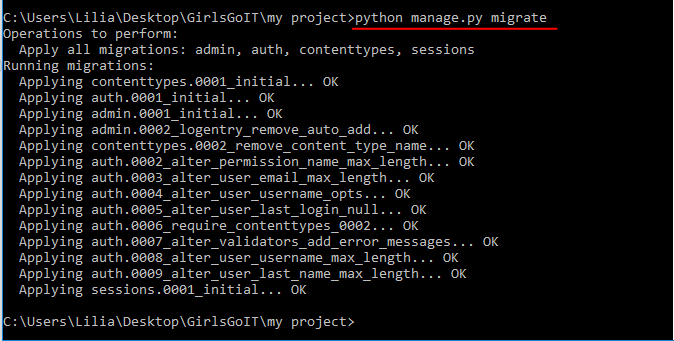 C:\Users\Lilia\Desktop\GirlsGoIT\my project>python manage.py migrate
Operations to perform:
  Apply all migrations: admin, auth, contenttypes, sessions
Running migrations:
  Applying contenttypes.0001_initial... OK
  Applying auth.0001_initial... OK
  Applying admin.0001_initial... OK
  Applying admin.0002_logentry_remove_auto_add... OK
  Applying contenttypes.0002_remove_content_type_name... OK
  Applying auth.0002_alter_permission_name_max_length... OK
  Applying auth.0003_alter_user_email_max_length... OK
  Applying auth.0004_alter_user_username_opts... OK
  Applying auth.0005_alter_user_last_login_null... OK
  Applying auth.0006_require_contenttypes_0002... OK
  Applying auth.0007_alter_validators_add_error_messages... OK
  Applying auth.0008_alter_user_username_max_length... OK
  Applying auth.0009_alter_user_last_name_max_length... OK
  Applying sessions.0001_initial... OK
C:\Users\Lilia\Desktop\GirlsGoIT\my project>